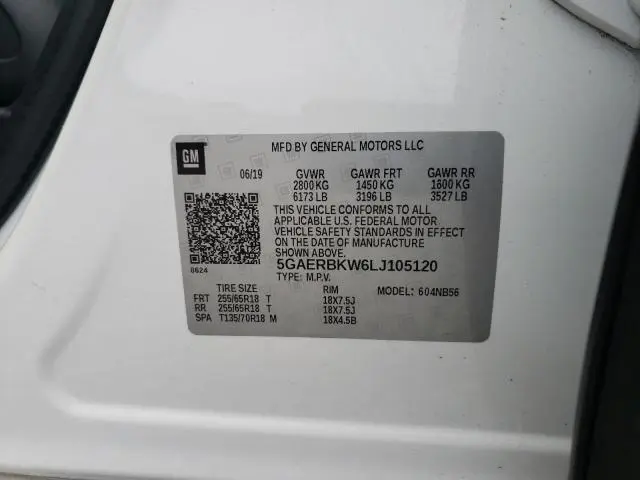 GM
MFD BY GENERAL MOTORS LLC
06/19 GVWR GAWR FRT GAWR RR
2800 KG 1450 KG 1600 KG
6173 LB 3196 LB 3527 LB
THIS VEHICLE CONFORMS TO ALL
APPLICABLE U.S. FEDERAL MOTOR
VEHICLE SAFETY STANDARDS IN
EFFECT ON THE DATE OF MANUFACTURE
SHOWN ABOVE.
0624
5GAERBKW6LJ105120
TYPE: M.P.V.
TIRE SIZE RIM MODEL: 604NB56
FRT 255/65R18 T 18X7.5J
RR 255/65R18 T 18X7.5J
SPA T135/70R18 M 18X4.5B